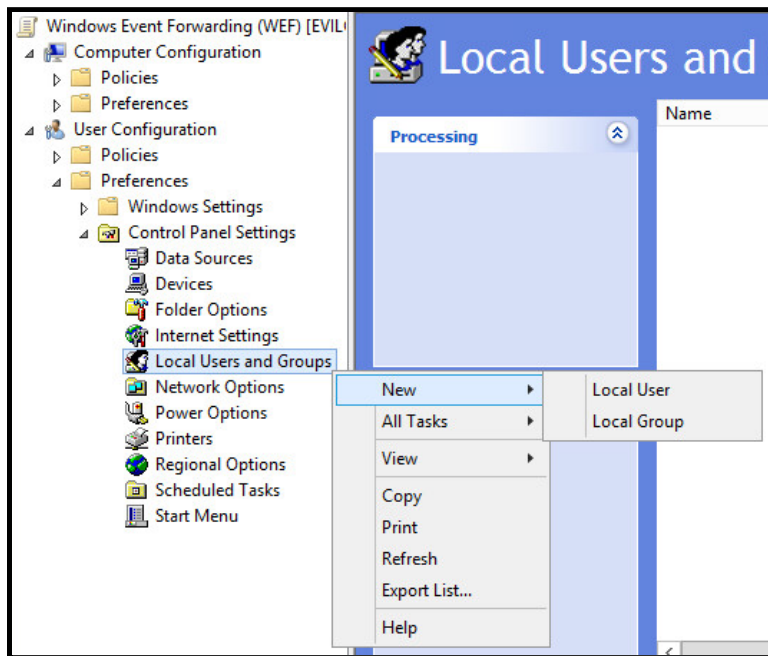 Windows Event Forwarding (WEF) [EVIL
Computer Configuration
Policies
Preferences
User Configuration
Policies
Preferences
Windows Settings
Control Panel Settings
Data Sources
Devices
Folder Options
Internet Settings
Local Users and Groups
Network Options
Power Options
Printers
Regional Options
Scheduled Tasks
Start Menu
Local Users and
Processing
Name
New
All Tasks
View
Copy
Print
Refresh
Export List...
Help
Local User
Local Group